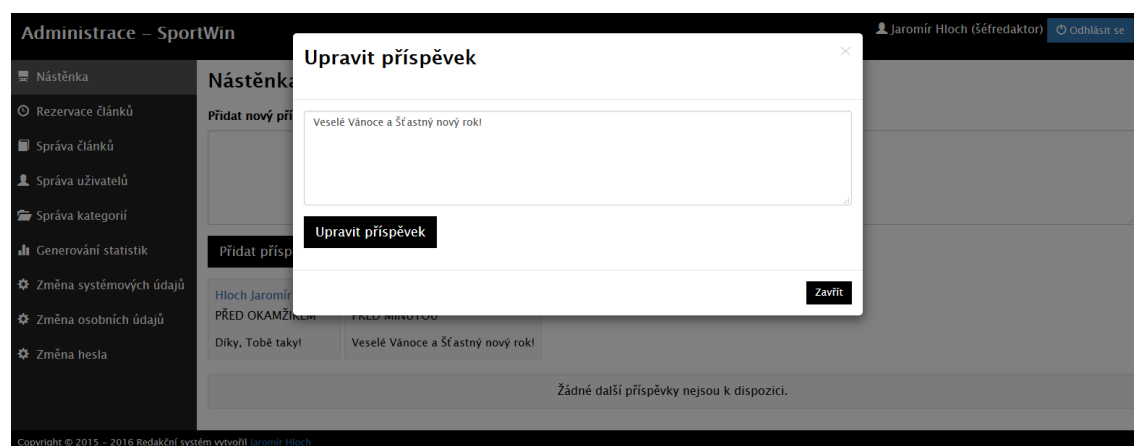 Administrace – SportWin
Jaromír Hloch (šéfredaktor)
Odhlásit se
Upravit příspěvek
×
Nástěnka
Rezervace článků
Správa článků
Správa uživatelů
Správa kategorií
Generování statistik
Změna systémových údajů
Změna osobních údajů
Změna hesla
Nástěnka
Přidat nový pří
Veselé Vánoce a Šťastný nový rok!
Upravit příspěvek
Zavřít
Přidat přísp
Hloch Jaromír
PŘED OKAMŽIKEM
PŘED MINUTOU
Díky, Tobě taky!
Veselé Vánoce a Šťastný nový rok!
Žádné další příspěvky nejsou k dispozici.
Copyright © 2015 – 2016 Redakční systém vytvořil Jaromír Hloch